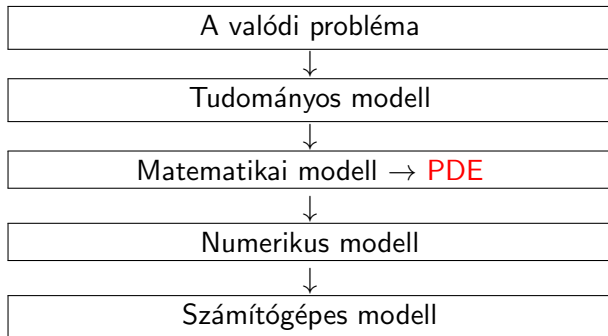 A valódi probléma
↓
Tudományos modell
↓
Matematikai modell → PDE
↓
Numerikus modell
↓
Számítógépes modell